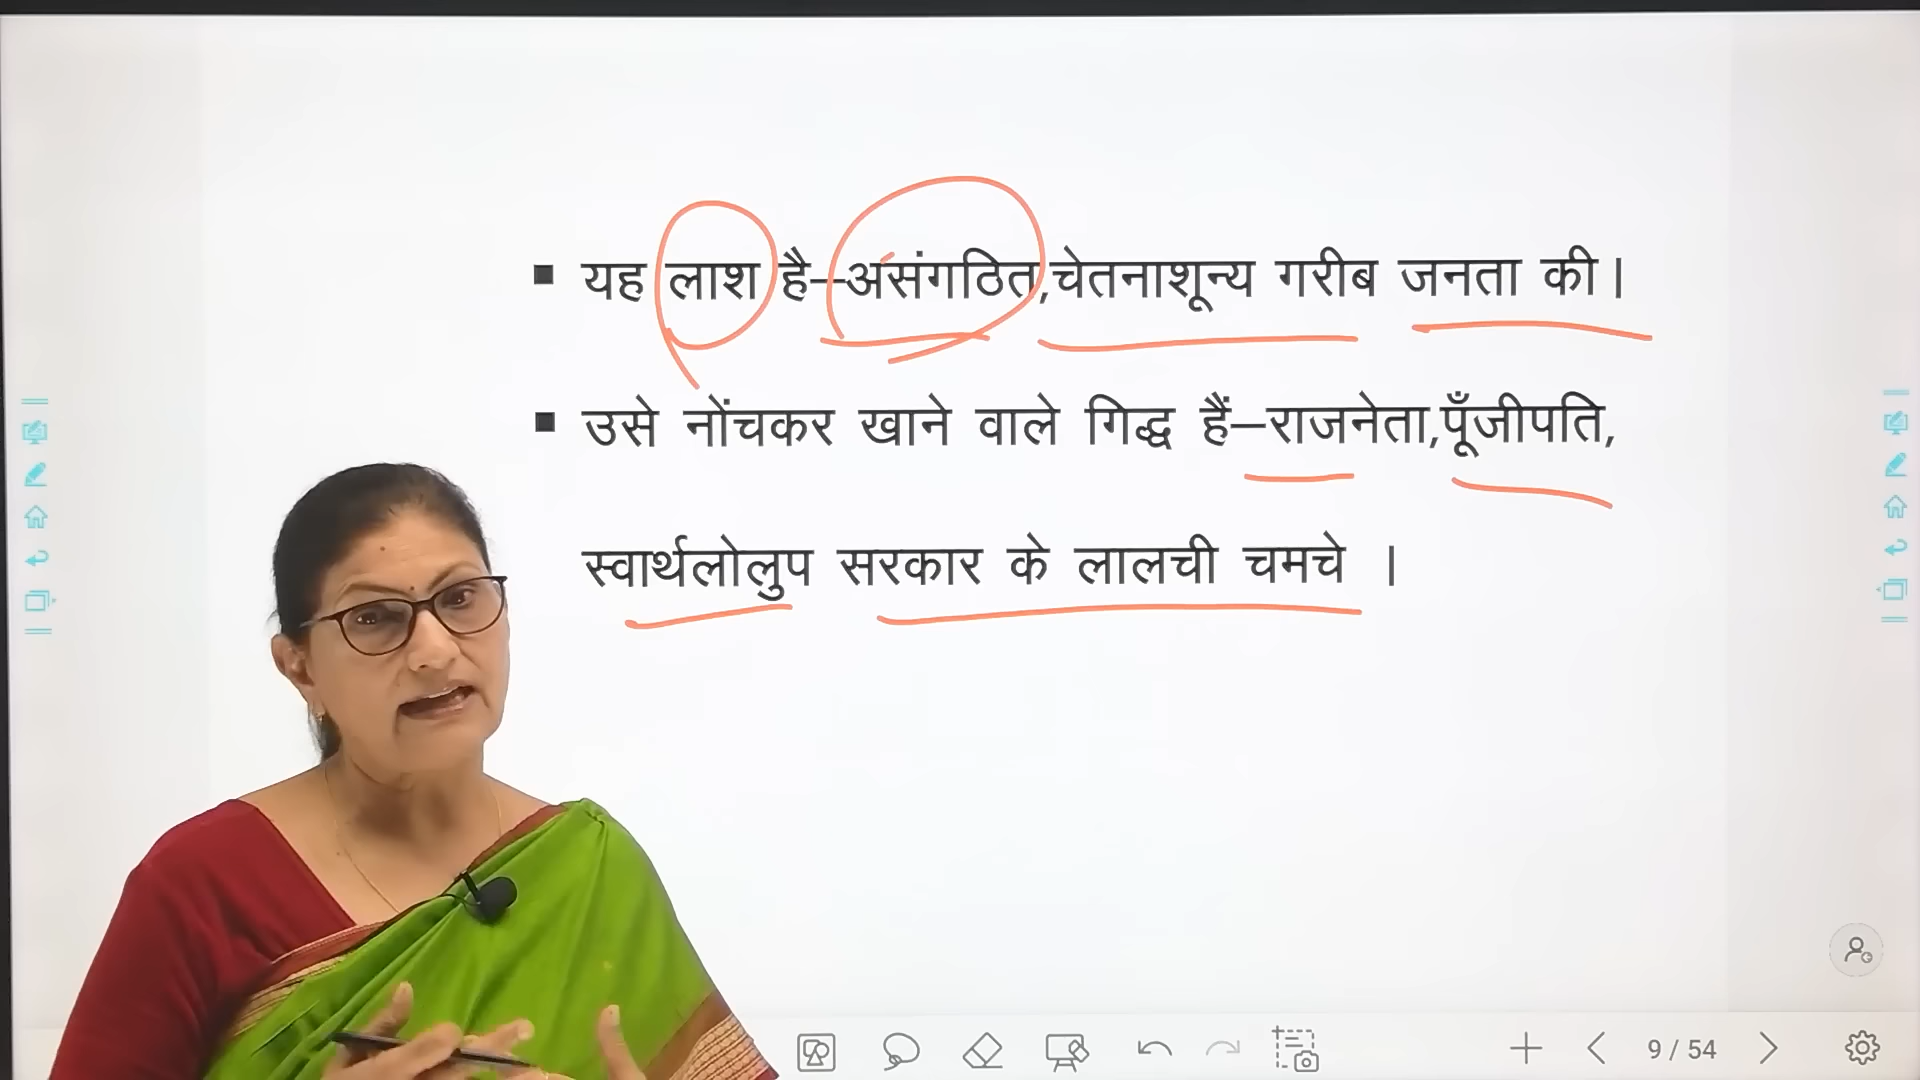 ▪ यह लाश है–असंगठित,चेतनाशून्य गरीब जनता की।
▪ उसे नोंचकर खाने वाले गिद्ध हैं–राजनेता,पूँजीपति,
स्वार्थलोलुप सरकार के लालची चमचे ।
9 / 54